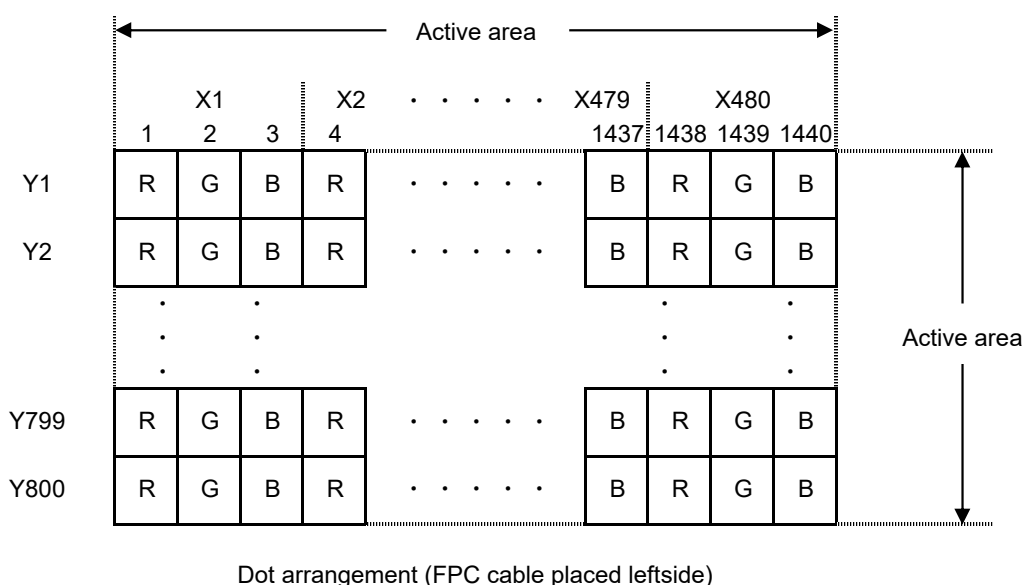 Active area
X1 X2 · · · · · X479 X480
1 2 3 4 1437 1438 1439 1440
Y1 R G B R · · · · · B R G B
Y2 R G B R · · · · · B R G B
· · · ·
· · · ·
Active area
· · · ·
Y799 R G B R · · · · · B R G B
Y800 R G B R · · · · · B R G B
Dot arrangement (FPC cable placed leftside)